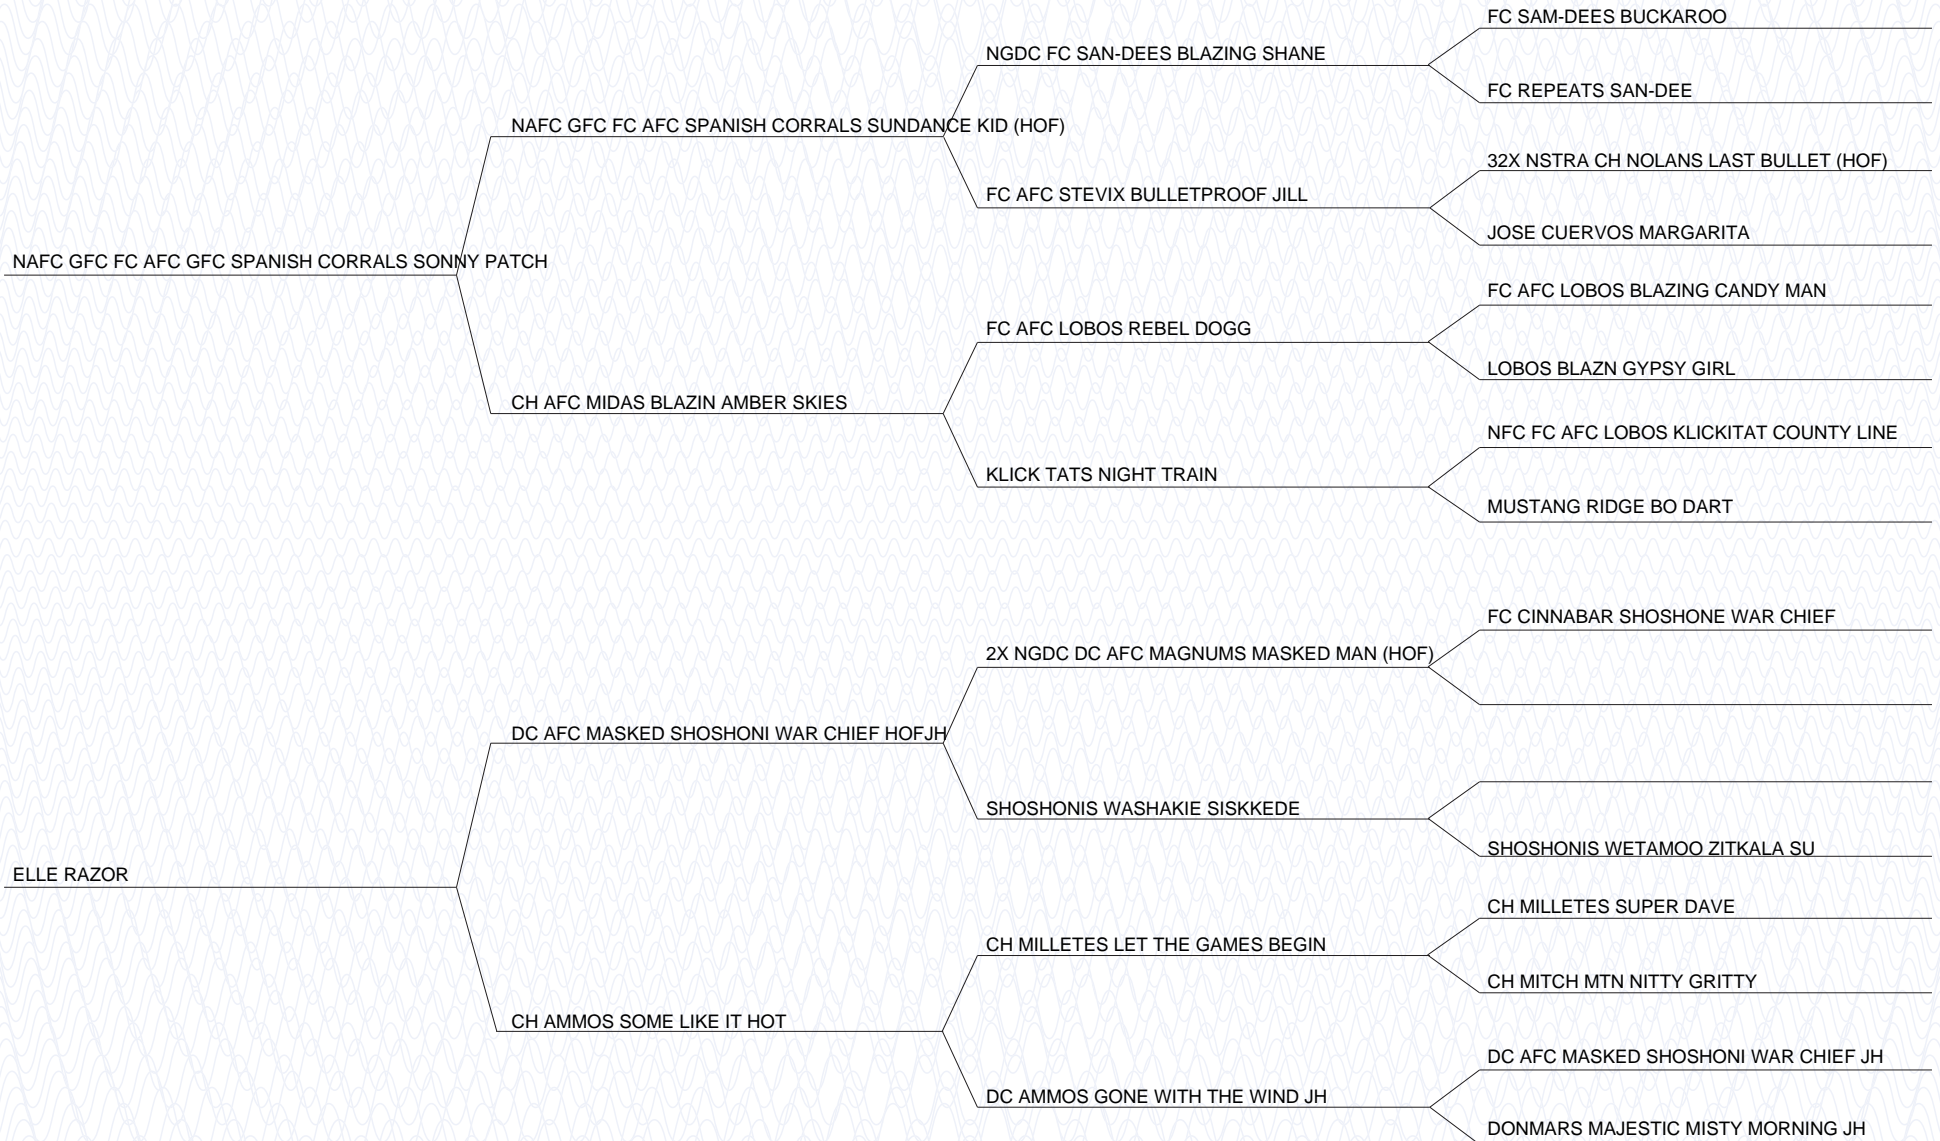 FC SAM-DEES BUCKAROO
NGDC FC SAN-DEES BLAZING SHANE
FC REPEATS SAN-DEE
NAFC GFC FC AFC SPANISH CORRALS SUNDANCE KID (HOF)
32X NSTRA CH NOLANS LAST BULLET (HOF)
FC AFC STEVIX BULLETPROOF JILL
JOSE CUERVOS MARGARITA
NAFC GFC FC AFC GFC SPANISH CORRALS SONNY PATCH
FC AFC LOBOS BLAZING CANDY MAN
FC AFC LOBOS REBEL DOGG
LOBOS BLAZN GYPSY GIRL
CH AFC MIDAS BLAZIN AMBER SKIES
NFC FC AFC LOBOS KLICKITAT COUNTY LINE
KLICK TATS NIGHT TRAIN
MUSTANG RIDGE BO DART
FC CINNABAR SHOSHONE WAR CHIEF
2X NGDC DC AFC MAGNUMS MASKED MAN (HOF)
DC AFC MASKED SHOSHONI WAR CHIEF HOFJH
SHOSHONIS WASHAKIE SISKKEDE
SHOSHONIS WETAMOO ZITKALA SU
ELLE RAZOR
CH MILLETES SUPER DAVE
CH MILLETES LET THE GAMES BEGIN
CH MITCH MTN NITTY GRITTY
CH AMMOS SOME LIKE IT HOT
DC AFC MASKED SHOSHONI WAR CHIEF JH
DC AMMOS GONE WITH THE WIND JH
DONMARS MAJESTIC MISTY MORNING JH